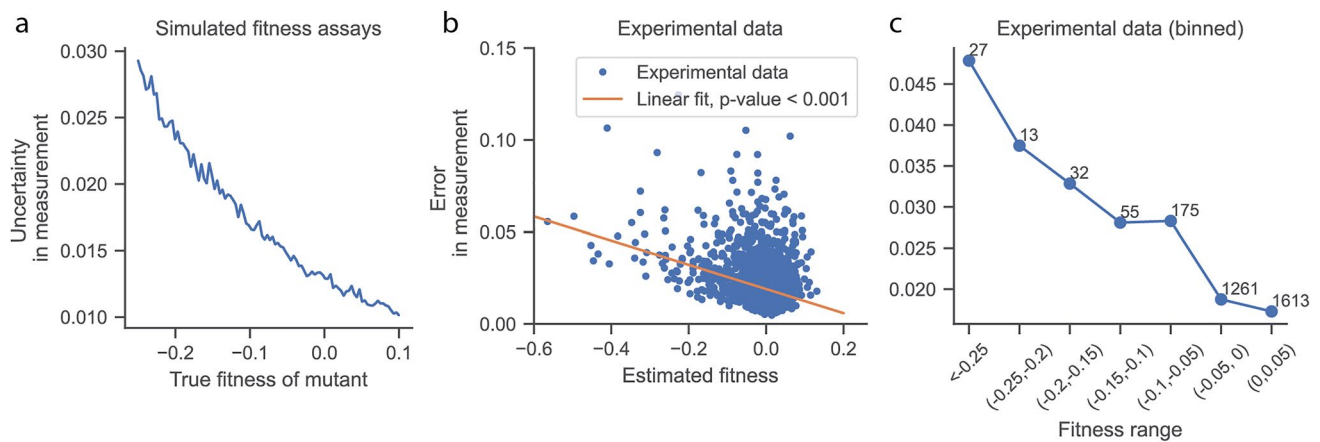 a
Simulated fitness assays
0.030
0.025
0.020
0.015
0.010
Uncertainty
in measurement
−0.2
−0.1
0.0
0.1
True fitness of mutant
b
Experimental data
0.15
0.10
0.05
0.00
Error
in measurement
Experimental data
Linear fit, p-value < 0.001
−0.6
−0.4
−0.2
0.0
0.2
Estimated fitness
c
Experimental data (binned)
0.045
0.040
0.035
0.030
0.025
0.020
27
13
32
55
175
1261
1613
<-0.25
(-0.25,-0.2)
(-0.2,-0.15)
(-0.15,-0.1)
(-0.1,-0.05)
(-0.05, 0)
(0,0.05)
Fitness range